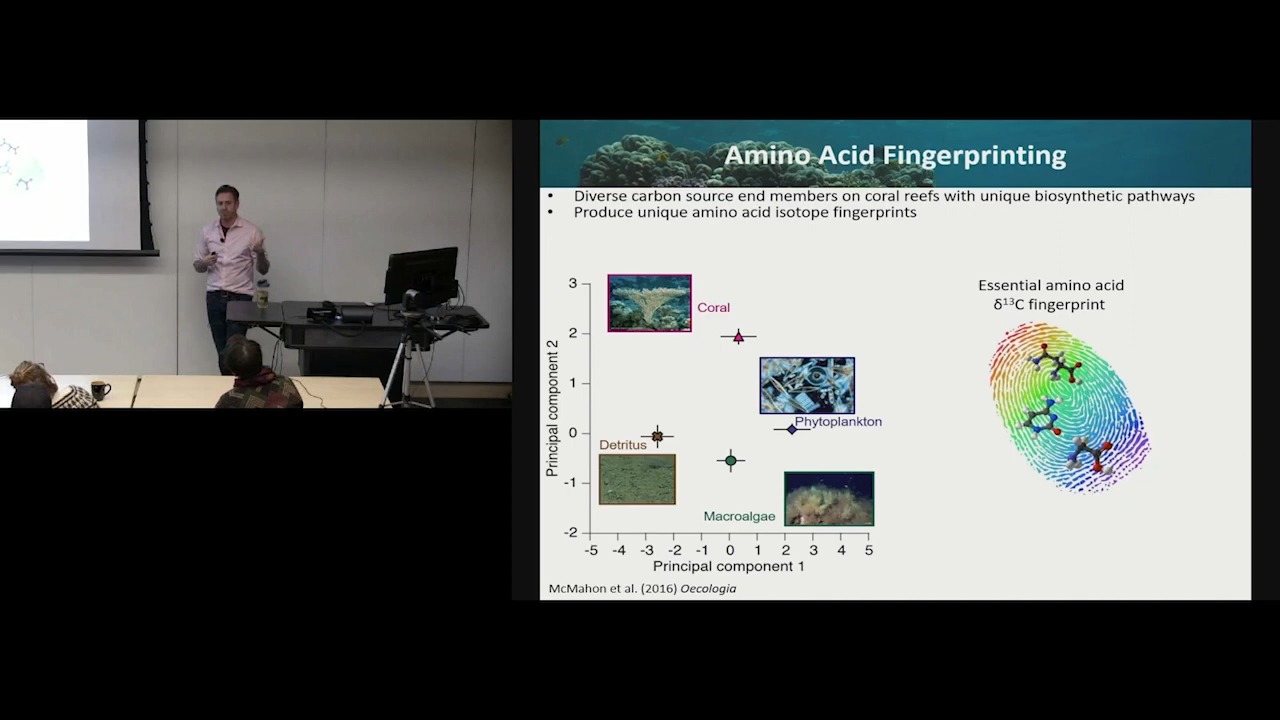 Amino Acid Fingerprinting
• Diverse carbon source end members on coral reefs with unique biosynthetic pathways
• Produce unique amino acid isotope fingerprints
Essential amino acid
δ¹³C fingerprint
Principal component 2
3
2
1
0
-1
-2
Coral
Phytoplankton
Detritus
Macroalgae
-5 -4 -3 -2 -1 0 1 2 3 4 5
Principal component 1
McMahon et al. (2016) Oecologia